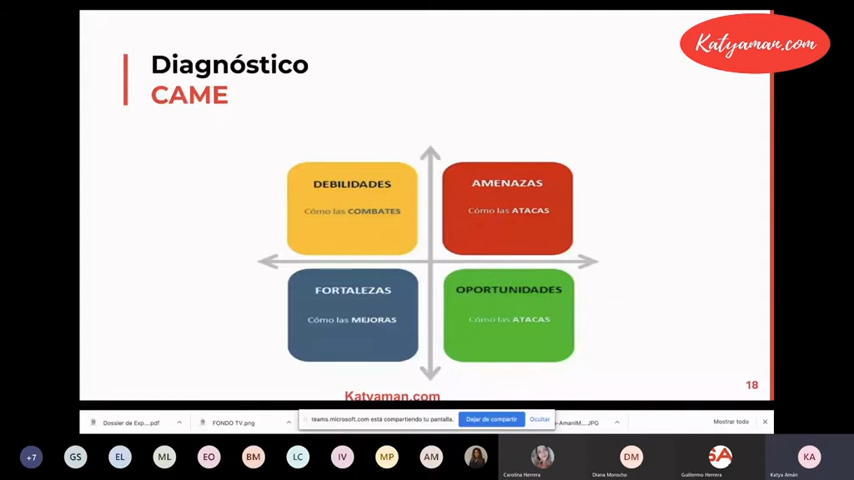 Katyaman.com
Diagnóstico
CAME
DEBILIDADES
Cómo las COMBATES
AMENAZAS
Cómo las ATACAS
FORTALEZAS
Cómo las MEJORAS
OPORTUNIDADES
Cómo las ATACAS
Katyaman.com
18
Dossier de Exp....pdf
FONDO TV.png
teams.microsoft.com está compartiendo tu pantalla.
Dejar de compartir
Ocultar
-AmanIM....JPG
Mostrar todo
+7
GS
EL
ML
EO
BM
LC
IV
MP
AM
Carolina Herrera
DM
Diana Morocho
SA
Guillermo Herrera
KA
Katya Amán